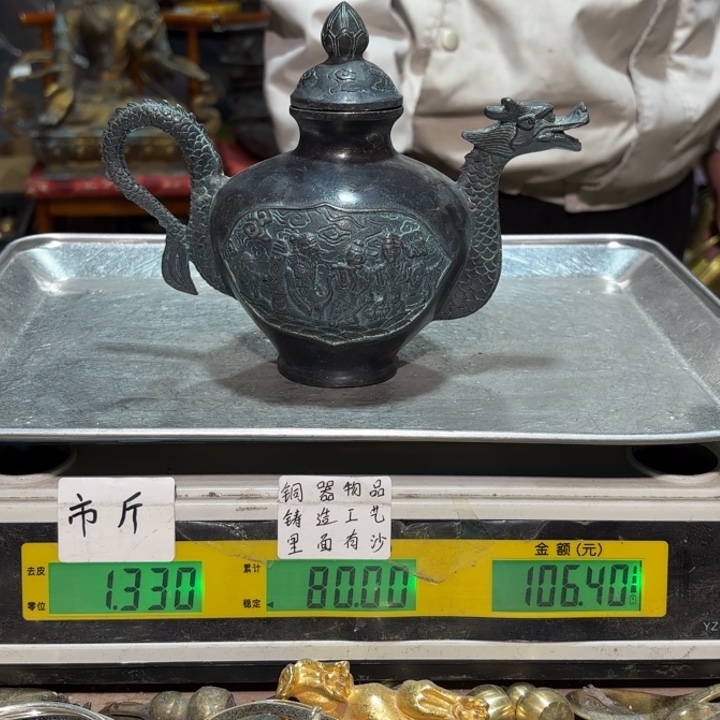 市斤
铜器物品
铸造工艺
里面有沙
金额(元)
去皮
1.330
零位
累计
80.00
稳定
106.40
YZ